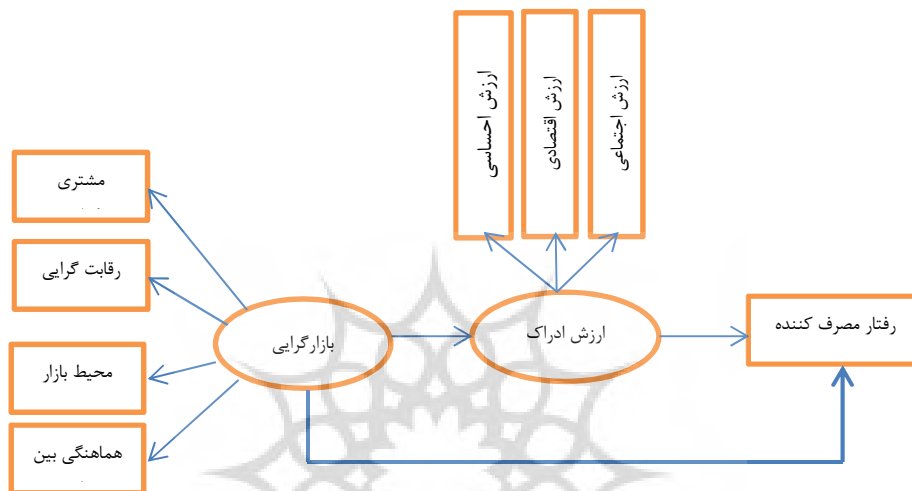 ارزش احساسی
ارزش اقتصادی
ارزش اجتماعی
مشتری
رقابت گرایی
محیط بازار
هماهنگی بین
بازارگرایی
ارزش ادراک
رفتار مصرف کننده